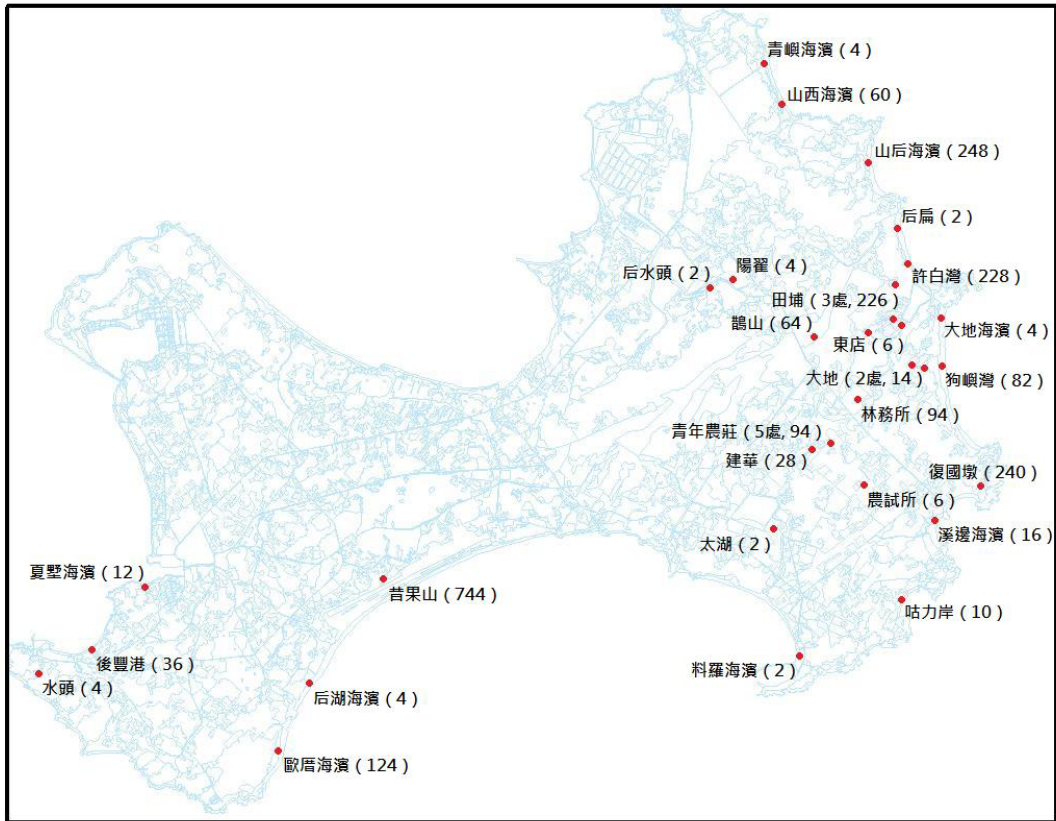 青嶼海濱（4）
山西海濱（60）
山后海濱（248）
后扁（2）
許白灣（228）
陽翟（4）
后水頭（2）
田埔（3處, 226）
鵲山（64）
大地海濱（4）
東店（6）
大地（2處, 14）
狗嶼灣（82）
林務所（94）
青年農莊（5處, 94）
建華（28）
復國墩（240）
農試所（6）
溪邊海濱（16）
太湖（2）
夏墅海濱（12）
昔果山（744）
咕力岸（10）
後豐港（36）
料羅海濱（2）
水頭（4）
后湖海濱（4）
歐厝海濱（124）